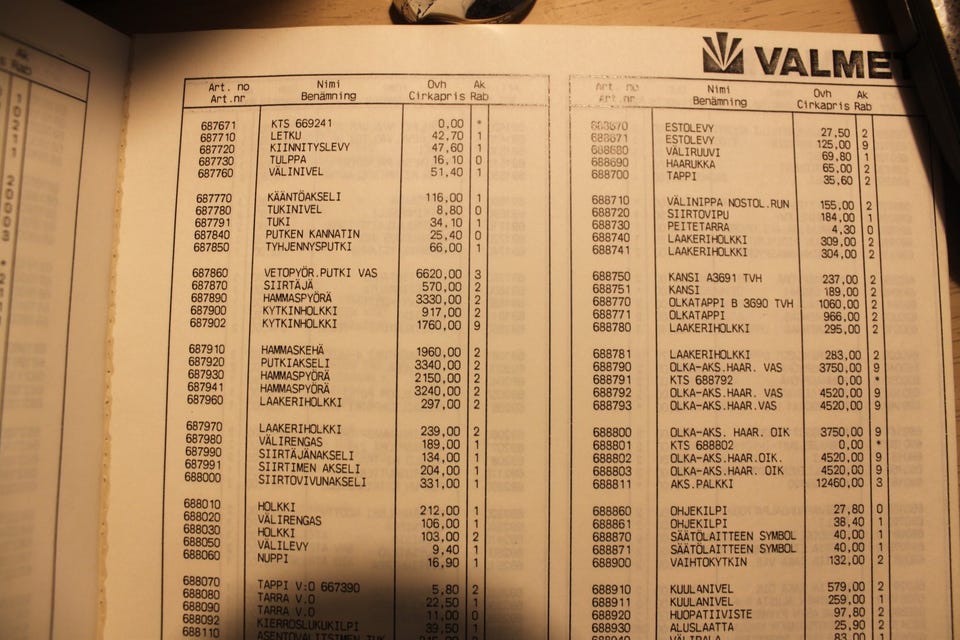 VALMET
Art. no Nimi Ovh Ak
Art.nr Benämning Cirkapris Rab
687671 KTS 669241 0,00 *
687710 LETKU 42,70 1
687720 KIINNITYSLEVY 47,60 1
687730 TULPPA 16,10 0
687760 VÄLINIVEL 51,40 1
687770 KÄÄNTÖAKSELI 116,00 1
687780 TUKINIVEL 8,80 0
687791 TUKI 34,10 1
687840 PUTKEN KANNATIN 25,40 0
687850 TYHJENNYSPUTKI 66,00 1
687860 VETOPYÖR.PUTKI VAS 6620,00 3
687870 SIIRTÄJÄ 570,00 2
687890 HAMMASPYÖRÄ 3330,00 2
687900 KYTKINHOLKKI 917,00 2
687902 KYTKINHOLKKI 1760,00 9
687910 HAMMASKEHÄ 1960,00 2
687920 PUTKIAKSELI 3340,00 2
687930 HAMMASPYÖRÄ 2150,00 2
687941 HAMMASPYÖRÄ 3240,00 2
687960 LAAKERIHOLKKI 297,00 2
687970 LAAKERIHOLKKI 239,00 2
687980 VÄLIRENGAS 189,00 1
687990 SIIRTÄJÄNAKSELI 134,00 1
687991 SIIRTIMEN AKSELI 204,00 1
688000 SIIRTOVIVUNAKSELI 331,00 1
688010 HOLKKI 212,00 1
688020 VÄLIRENGAS 106,00 1
688030 HOLKKI 103,00 2
688050 VÄLILEVY 9,40 1
688060 NUPPI 16,90 1
688070 TAPPI V:O 667390 5,80 2
688080 TARRA V.O 22,50 1
688090 TARRA V.O 11,00 0
688092 KIERROSLUKUKILPI 39,50 1
688110
Art. no Nimi Ovh Ak
Art.nr Benämning Cirkapris Rab
668670 ESTOLEVY 27,50 2
688671 ESTOLEVY 125,00 9
688680 VÄLIRUUVI 69,80 1
688690 HAARUKKA 65,00 2
688700 TAPPI 35,60 2
688710 VÄLINIPPA NOSTOL.RUN 155,00 2
688720 SIIRTOVIPU 184,00 1
688730 PEITETARRA 4,30 0
688740 LAAKERIHOLKKI 309,00 2
688741 LAAKERIHOLKKI 304,00 2
688750 KANSI A3691 TVH 237,00 2
688751 KANSI 189,00 2
688770 OLKATAPPI B 3690 TVH 1060,00 2
688771 OLKATAPPI 966,00 2
688780 LAAKERIHOLKKI 295,00 2
688781 LAAKERIHOLKKI 283,00 2
688790 OLKA-AKS.HAAR. VAS 3750,00 9
688791 KTS 688792 0,00 *
688792 OLKA-AKS.HAAR. VAS 4520,00 9
688793 OLKA-AKS.HAAR.VAS 4520,00 9
688800 OLKA-AKS. HAAR. OIK 3750,00 9
688801 KTS 688802 0,00 *
688802 OLKA-AKS.HAAR.OIK. 4520,00 9
688803 OLKA-AKS.HAAR. OIK 4520,00 9
688811 AKS.PALKKI 12460,00 3
688860 OHJEKILPI 27,80 0
688861 OHJEKILPI 38,40 1
688870 SÄÄTÖLAITTEEN SYMBOL 40,00 1
688871 SÄÄTÖLAITTEEN SYMBOL 40,00 1
688900 VAIHTOKYTKIN 132,00 2
688910 KUULANIVEL 579,00 2
688911 KUULANIVEL 259,00 1
688920 HUOPATIIVISTE 97,80 2
688930 ALUSLAATTA 25,90 2
688940 VÄLIPALA 83,00